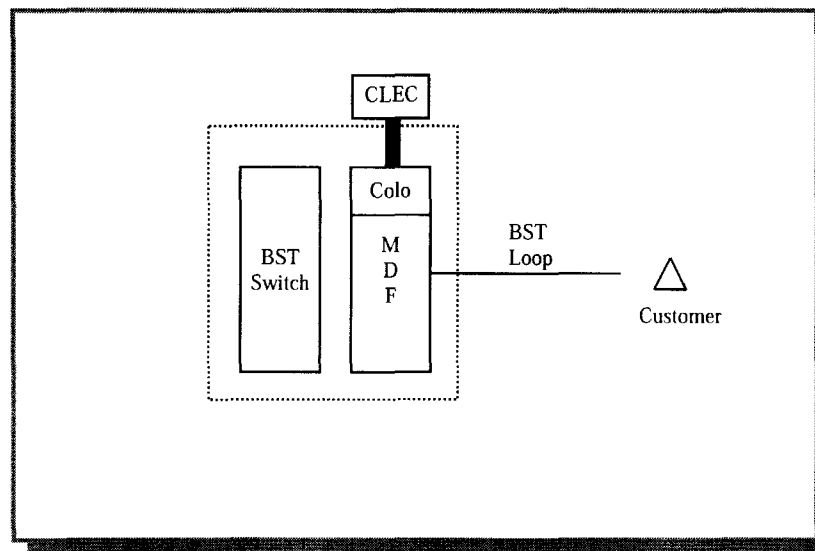 CLEC
Colo
BST
Switch
M
D
F
BST
Loop
Customer